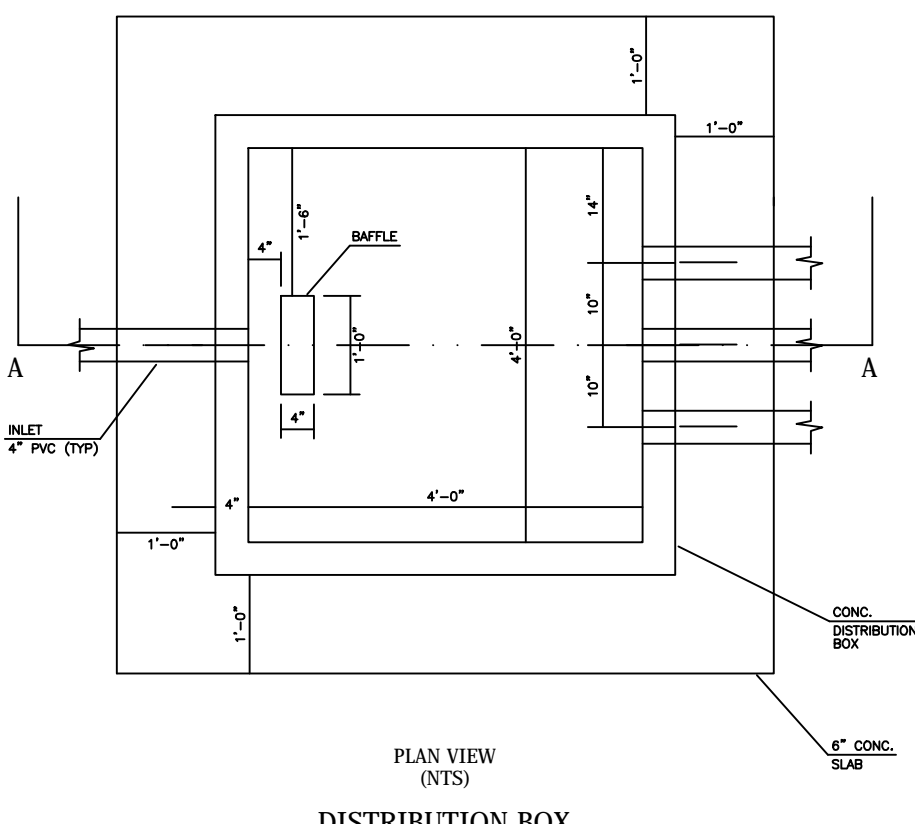 1'-0"
1'-0"
1'-6"
14"
4"
BAFFLE
10"
1'-0"
4'-0"
A
A
10"
4"
INLET
4" PVC (TYP)
4"
4'-0"
1'-0"
1'-0"
CONC.
DISTRIBUTION
BOX
6" CONC.
SLAB
PLAN VIEW
(NTS)
DISTRIBUTION BOX